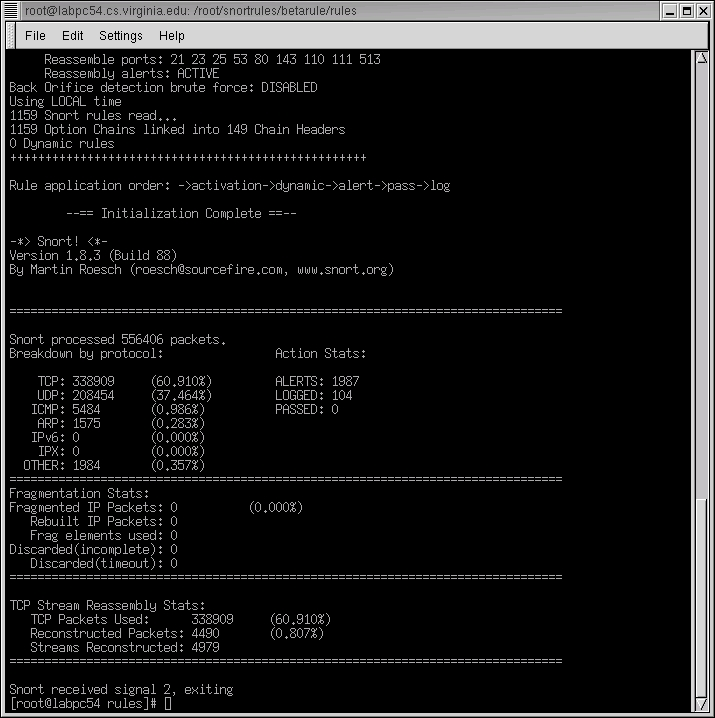 root@labpc54.cs.virginia.edu: /root/snortrules/betarule/rules
File Edit Settings Help
Reassemble ports: 21 23 25 53 80 143 110 111 513
Reassembly alerts: ACTIVE
Back Orifice detection brute force: DISABLED
Using LOCAL time
1159 Snort rules read...
1159 Option Chains linked into 149 Chain Headers
0 Dynamic rules
+++++++++++++++++++++++++++++++++++++++++++++++++++
Rule application order: ->activation->dynamic->alert->pass->log
--== Initialization Complete ==--
-*> Snort! <*-
Version 1.8.3 (Build 88)
By Martin Roesch (roesch@sourcefire.com, www.snort.org)
===============================================================================
Snort processed 556406 packets.
Breakdown by protocol: Action Stats:
TCP: 338909 (60.910%) ALERTS: 1987
UDP: 208454 (37.464%) LOGGED: 104
ICMP: 5484 (0.986%) PASSED: 0
ARP: 1575 (0.283%)
IPv6: 0 (0.000%)
IPX: 0 (0.000%)
OTHER: 1984 (0.357%)
===============================================================================
Fragmentation Stats:
Fragmented IP Packets: 0 (0.000%)
Rebuilt IP Packets: 0
Frag elements used: 0
Discarded(incomplete): 0
Discarded(timeout): 0
===============================================================================
TCP Stream Reassembly Stats:
TCP Packets Used: 338909 (60.910%)
Reconstructed Packets: 4490 (0.807%)
Streams Reconstructed: 4979
===============================================================================
Snort received signal 2, exiting
[root@labpc54 rules]#